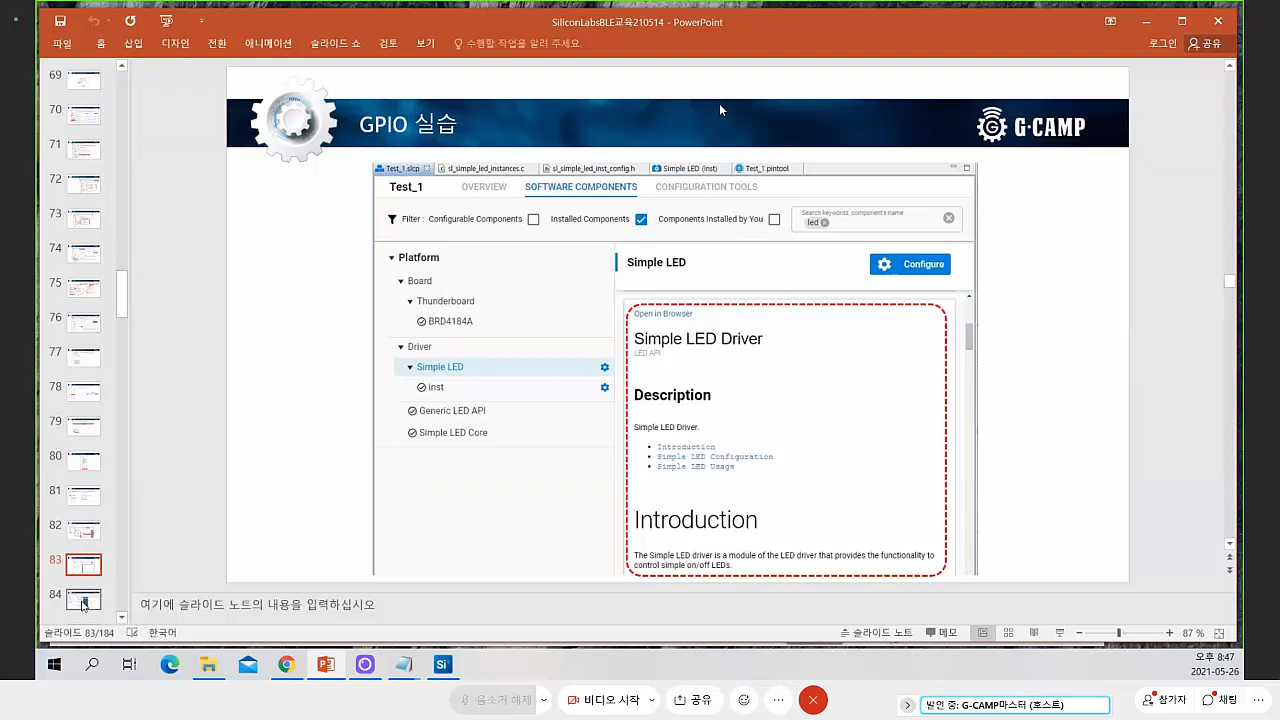 SiliconLabsBLE교육210514 - PowerPoint
파일 홈 삽입 디자인 전환 애니메이션 슬라이드 쇼 검토 보기 수행할 작업을 알려 주세요. 로그인 공유
69
70
71
72
73
74
75
76
77
78
79
80
81
82
83
84
GPIO 실습
G·CAMP
Test_1.slcp sl_simple_led_instances.c sl_simple_led_inst_config.h Simple LED (inst) Test_1.pintool
Test_1 OVERVIEW SOFTWARE COMPONENTS CONFIGURATION TOOLS
Filter : Configurable Components Installed Components Components Installed by You
Search keywords, component's name
led
Platform
Board
Thunderboard
BRD4184A
Driver
Simple LED
inst
Generic LED API
Simple LED Core
Simple LED
Configure
Open in Browser
Simple LED Driver
LED API
Description
Simple LED Driver.
Introduction
Simple LED Configuration
Simple LED Usage
Introduction
The Simple LED driver is a module of the LED driver that provides the functionality to
control simple on/off LEDs.
여기에 슬라이드 노트의 내용을 입력하십시오
슬라이드 83/184 한국어 슬라이드 노트 메모 87 %
Si
오후 8:47
2021-05-26
음소거 해제 비디오 시작 공유 발언 중: G-CAMP마스터 (호스트) 참가자 채팅